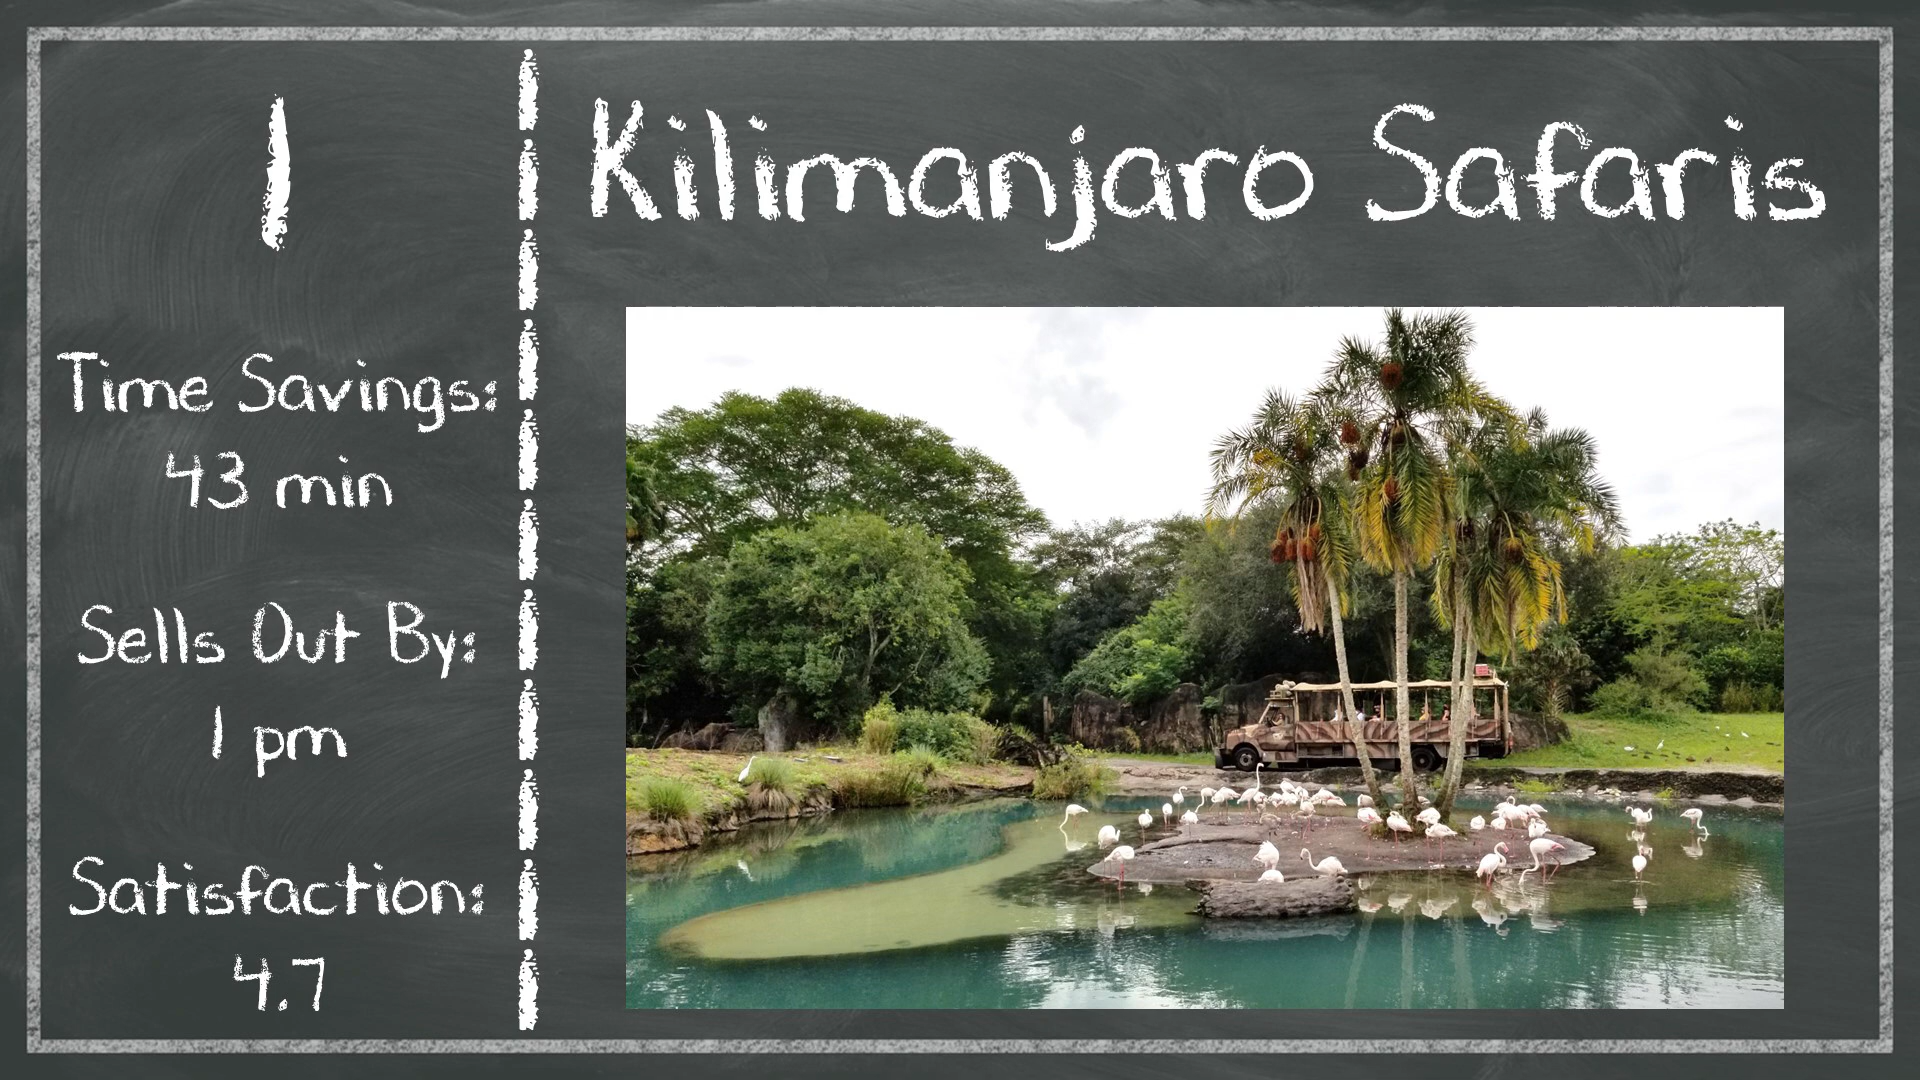 1
Kilimanjaro Safaris
Time Savings:
43 min
Sells Out By:
1 pm
Satisfaction:
4.7